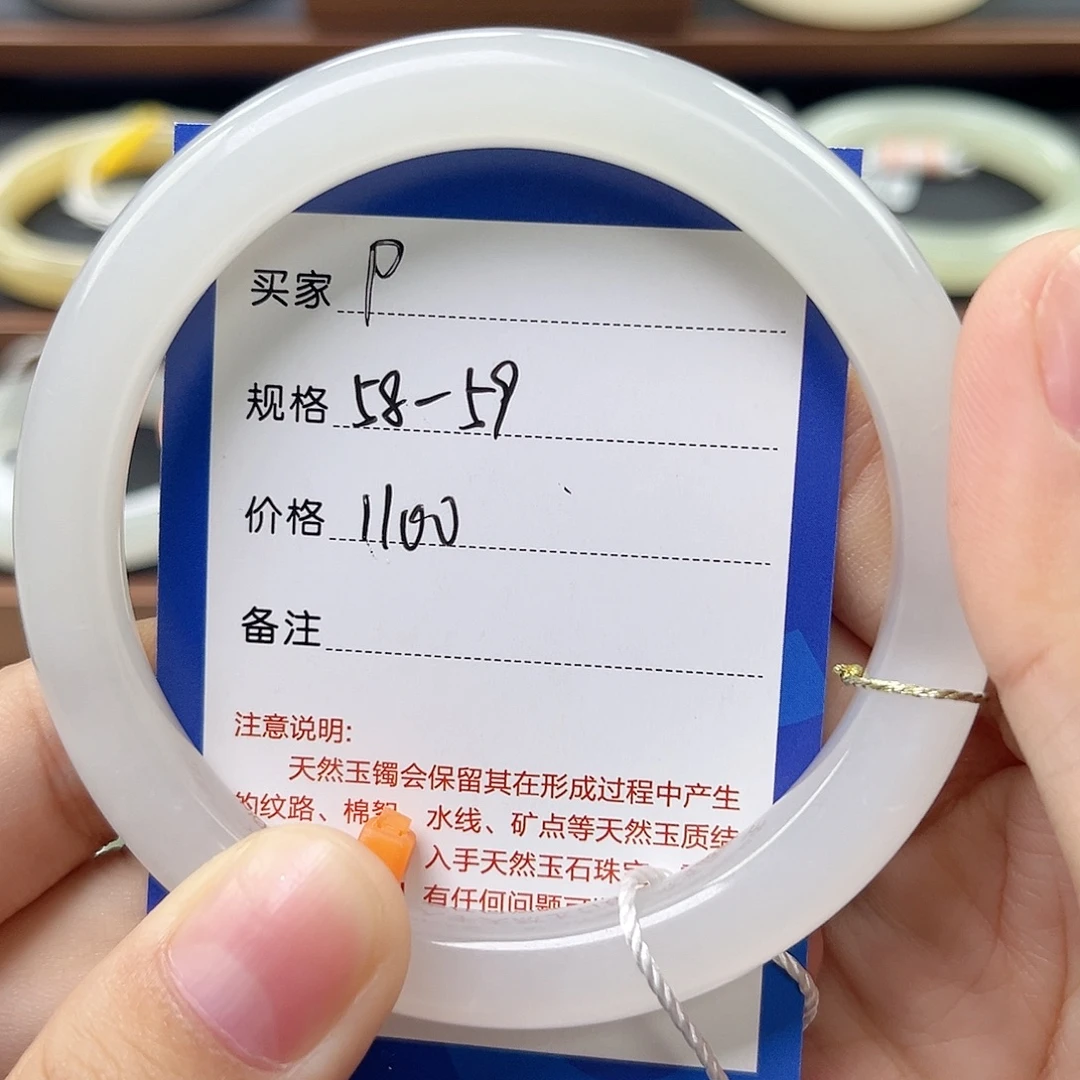 买家 P
规格 58-59
价格 1100
备注
注意说明:
天然玉镯会保留其在形成过程中产生
的纹路、棉絮、水线、矿点等天然玉质结
入手天然玉石珠宝
有任何问题可